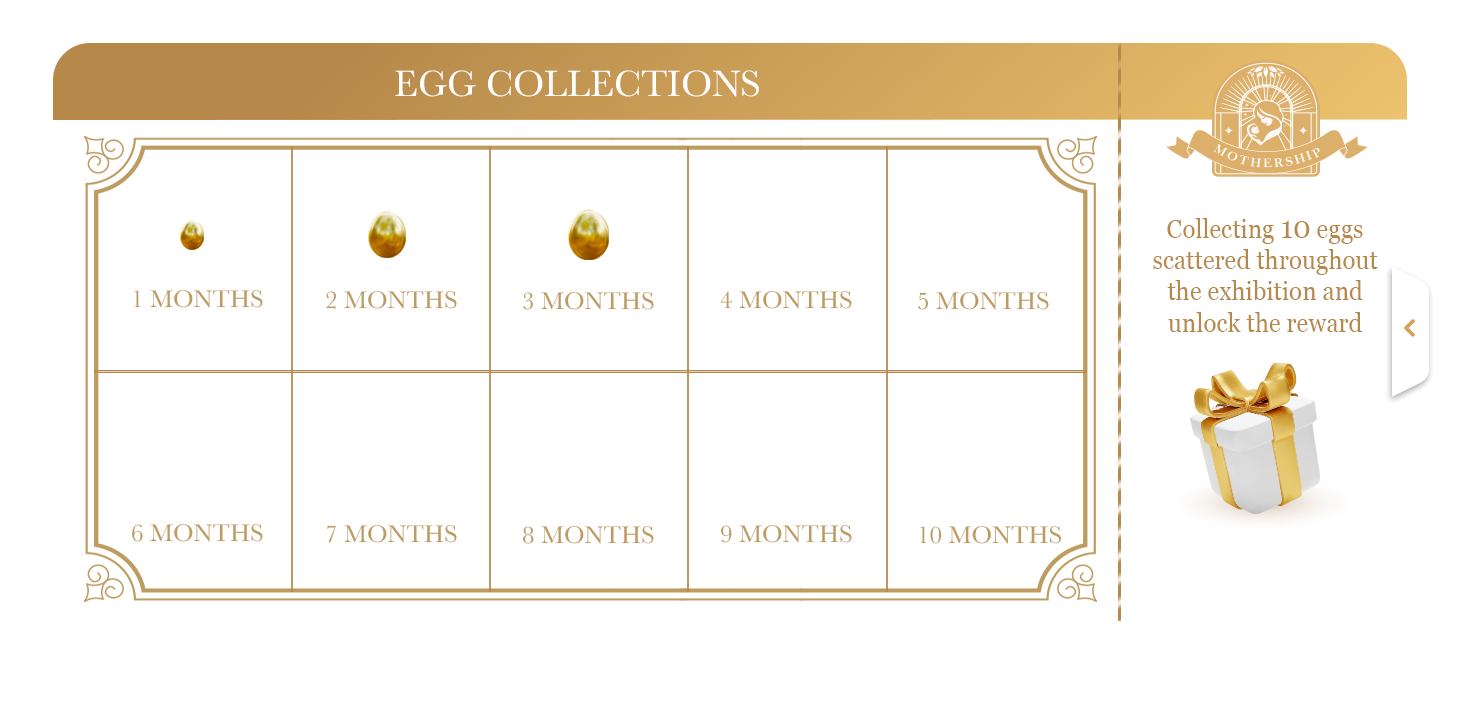 EGG COLLECTIONS
MOTHERSHIP
1 MONTHS
2 MONTHS
3 MONTHS
4 MONTHS
5 MONTHS
6 MONTHS
7 MONTHS
8 MONTHS
9 MONTHS
10 MONTHS
Collecting 10 eggs
scattered throughout
the exhibition and
unlock the reward